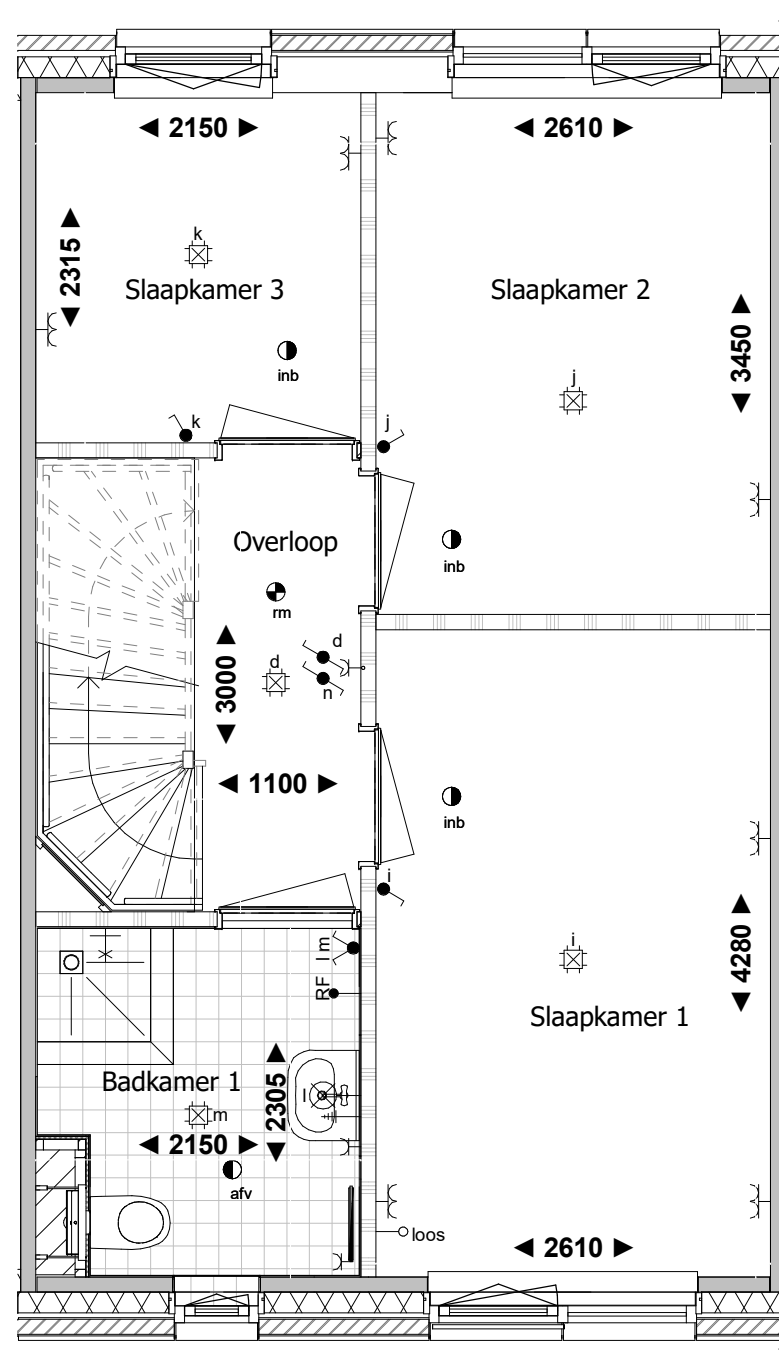 ◄ 2150 ►
◄ 2610 ►
◄ 2315 ►
k
Slaapkamer 3
Slaapkamer 2
◄ 3450 ►
inb
j
k
j
Overloop
inb
rm
d
d
n
◄ 3000 ►
◄ 1100 ►
inb
i
l m
i
◄ 4280 ►
RF
Slaapkamer 1
Badkamer 1
◄ 2305 ►
l
m
◄ 2150 ►
afv
loos
◄ 2610 ►